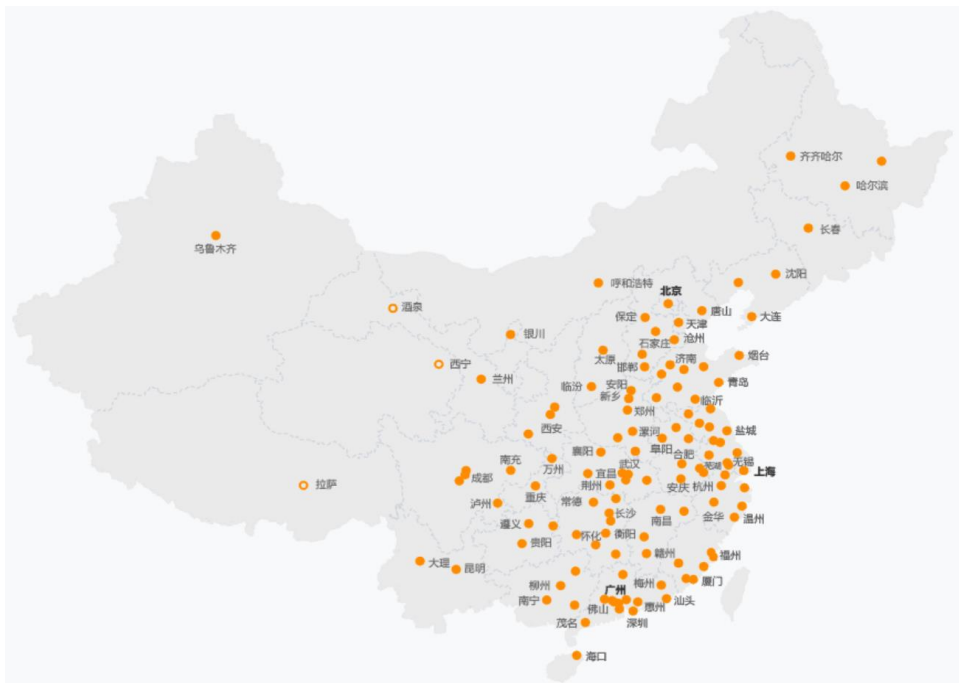 齐齐哈尔
哈尔滨
长春
乌鲁木齐
沈阳
呼和浩特
北京
酒泉
唐山
大连
保定
天津
银川
沧州
石家庄
太原
烟台
西宁
邯郸
济南
兰州
青岛
临汾
安阳
新乡
临沂
郑州
西安
漯河
盐城
襄阳
阜阳
合肥
南充
万州
武汉
芜湖
无锡
上海
成都
宜昌
拉萨
荆州
安庆
杭州
重庆
泸州
常德
长沙
南昌
金华
温州
遵义
怀化
衡阳
贵阳
赣州
福州
大理
昆明
厦门
柳州
梅州
广州
南宁
佛山
惠州
汕头
茂名
深圳
海口